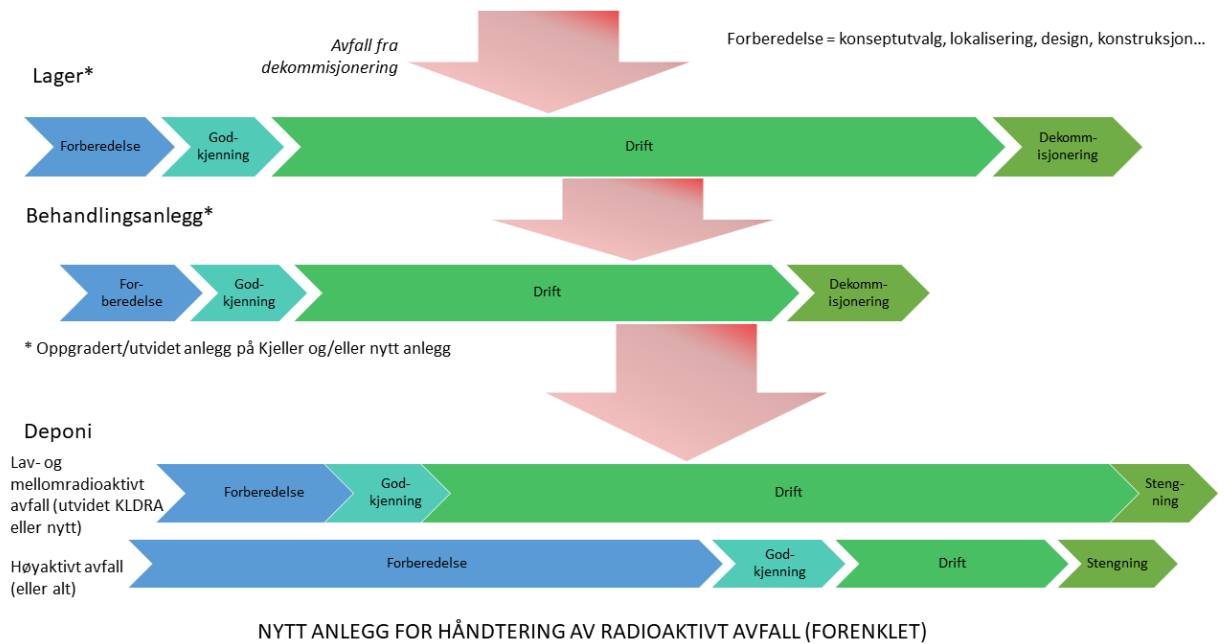 Avfall fra
dekommisjonering
Forberedelse = konseptutvalg, lokalisering, design, konstruksjon…
Lager*
Forberedelse
God-
kjenning
Drift
Dekomm-
isjonering
Behandlingsanlegg*
For-
beredelse
God-
kjenning
Drift
Dekomm-
isjonering
* Oppgradert/utvidet anlegg på Kjeller og/eller nytt anlegg
Deponi
Lav- og
mellomradioaktivt
avfall (utvidet KLDRA
eller nytt)
Forberedelse
God-
kjenning
Drift
Steng-
ning
Høyaktivt avfall
(eller alt)
Forberedelse
God-
kjenning
Drift
Stengning
NYTT ANLEGG FOR HÅNDTERING AV RADIOAKTIVT AVFALL (FORENKLET)